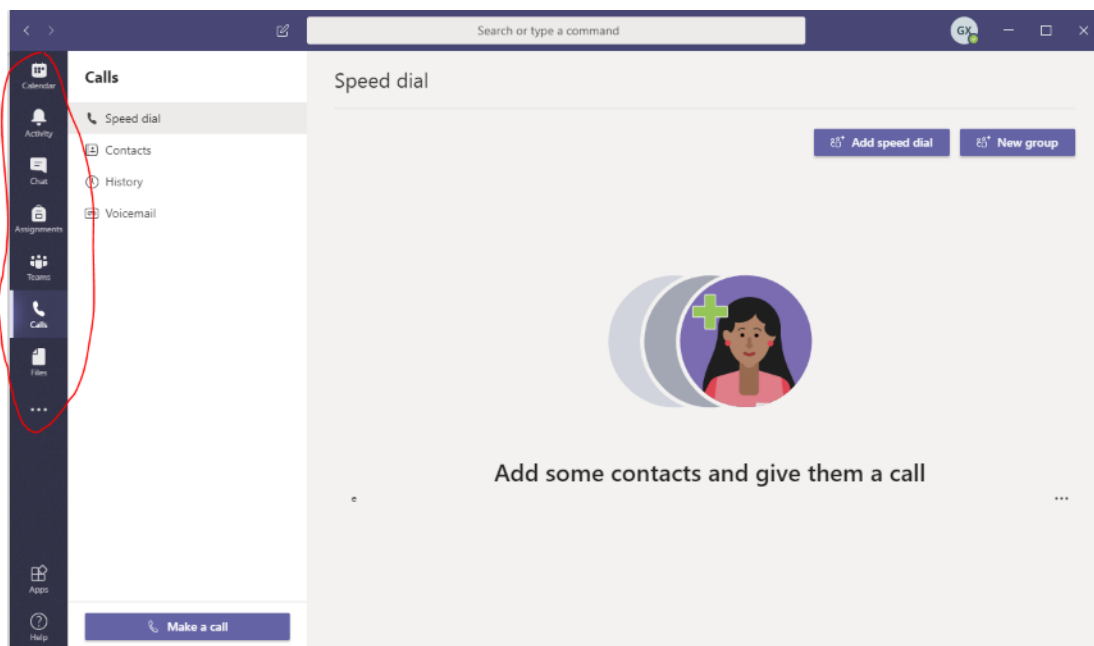 Search or type a command
GX
Calendar
Activity
Chat
Assignments
Teams
Calls
Files
Apps
Help
Calls
Speed dial
Contacts
History
Voicemail
Make a call
Speed dial
Add speed dial
New group
Add some contacts and give them a call
e
...